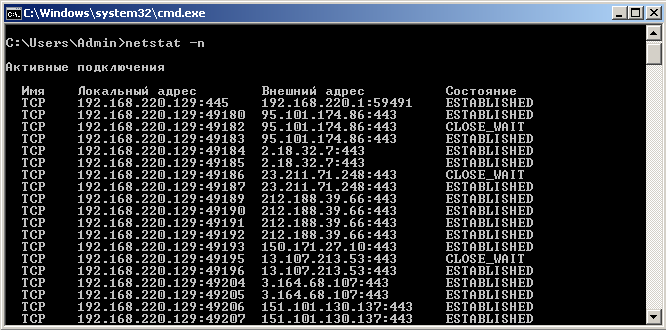 C:\Windows\system32\cmd.exe
C:\Users\Admin>netstat -n
Активные подключения
Имя Локальный адрес Внешний адрес Состояние
TCP 192.168.220.129:445 192.168.220.1:59491 ESTABLISHED
TCP 192.168.220.129:49180 95.101.174.86:443 ESTABLISHED
TCP 192.168.220.129:49182 95.101.174.86:443 CLOSE_WAIT
TCP 192.168.220.129:49183 95.101.174.86:443 ESTABLISHED
TCP 192.168.220.129:49184 2.18.32.7:443 ESTABLISHED
TCP 192.168.220.129:49185 2.18.32.7:443 ESTABLISHED
TCP 192.168.220.129:49186 23.211.71.248:443 CLOSE_WAIT
TCP 192.168.220.129:49187 23.211.71.248:443 ESTABLISHED
TCP 192.168.220.129:49189 212.188.39.66:443 ESTABLISHED
TCP 192.168.220.129:49190 212.188.39.66:443 ESTABLISHED
TCP 192.168.220.129:49191 212.188.39.66:443 ESTABLISHED
TCP 192.168.220.129:49192 212.188.39.66:443 ESTABLISHED
TCP 192.168.220.129:49193 150.171.27.10:443 ESTABLISHED
TCP 192.168.220.129:49195 13.107.213.53:443 CLOSE_WAIT
TCP 192.168.220.129:49196 13.107.213.53:443 ESTABLISHED
TCP 192.168.220.129:49204 3.164.68.107:443 ESTABLISHED
TCP 192.168.220.129:49205 3.164.68.107:443 ESTABLISHED
TCP 192.168.220.129:49206 151.101.130.137:443 ESTABLISHED
TCP 192.168.220.129:49207 151.101.130.137:443 ESTABLISHED